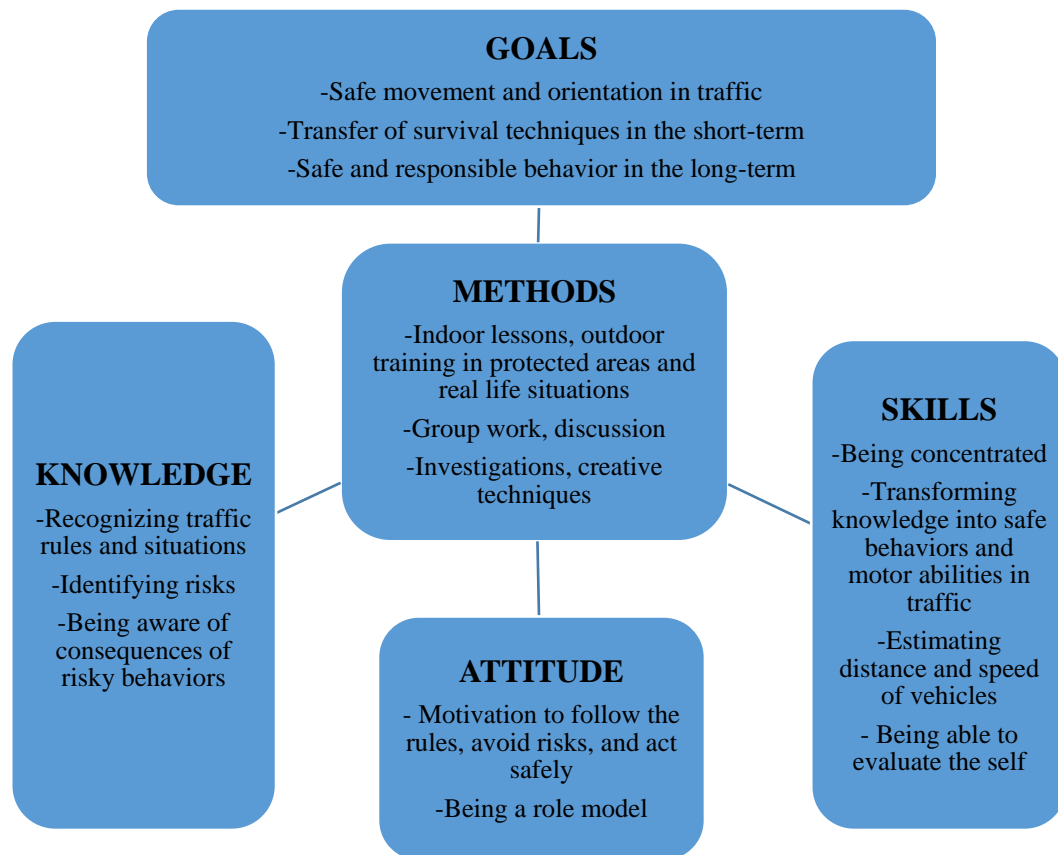 GOALS
-Safe movement and orientation in traffic
-Transfer of survival techniques in the short-term
-Safe and responsible behavior in the long-term
METHODS
-Indoor lessons, outdoor
training in protected areas and
real life situations
-Group work, discussion
-Investigations, creative
techniques
KNOWLEDGE
-Recognizing traffic
rules and situations
-Identifying risks
-Being aware of
consequences of
risky behaviors
ATTITUDE
- Motivation to follow the
rules, avoid risks, and act
safely
-Being a role model
SKILLS
-Being concentrated
-Transforming
knowledge into safe
behaviors and
motor abilities in
traffic
-Estimating
distance and speed
of vehicles
- Being able to
evaluate the self